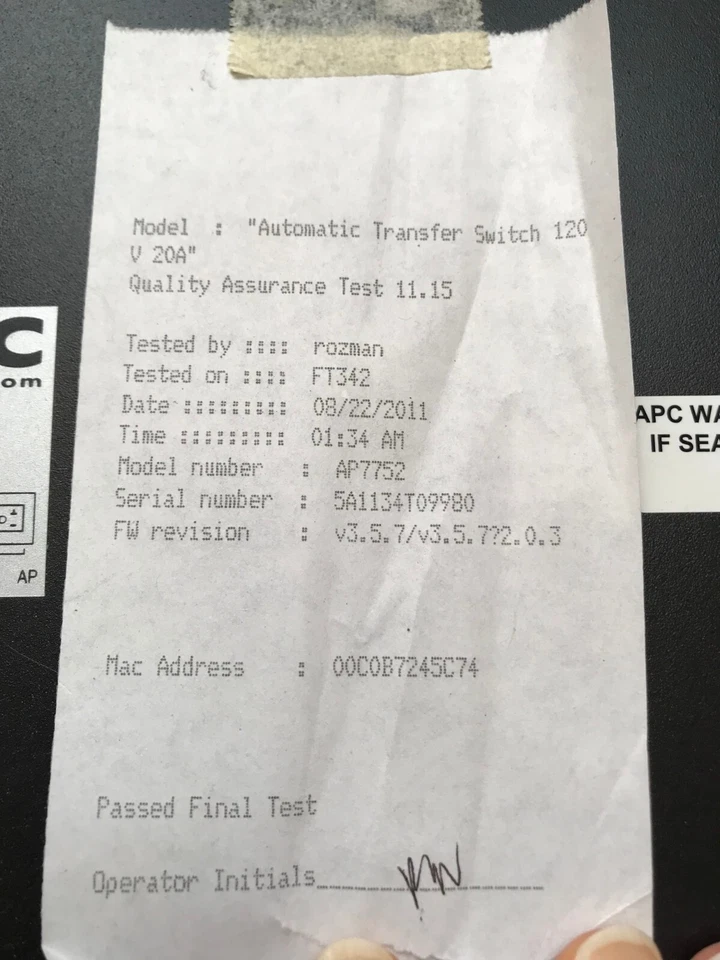 Model : "Automatic Transfer Switch 120
V 20A"
Quality Assurance Test 11.15
Tested by :::: rozman
Tested on :::: FT342
Date ::::::::: 08/22/2011
Time ::::::::: 01:34 AM
Model number : AP7752
Serial number : 5A1134T09980
FW revision : v3.5.7/v3.5.7?2.0.3
Mac Address : 00C0B7245C74
Passed Final Test
Operator Initials
C
om
AP
APC WA
IF SEA